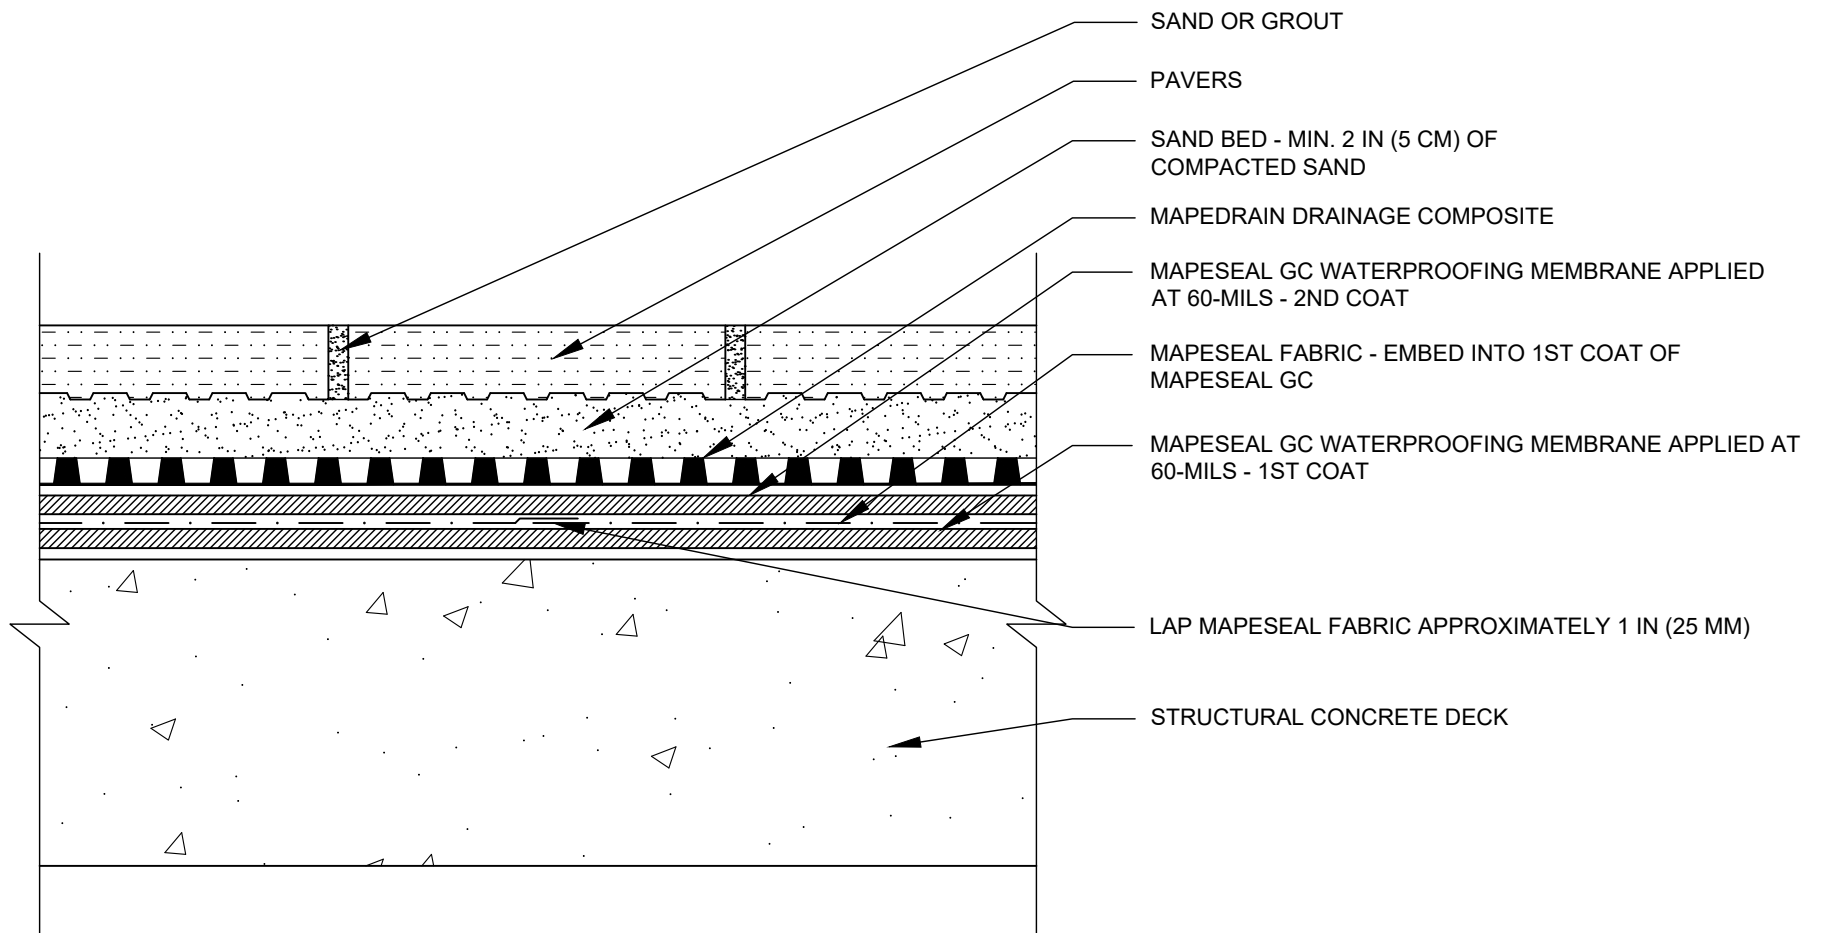 SAND OR GROUT
PAVERS
SAND BED - MIN. 2 IN (5 CM) OF
COMPACTED SAND
MAPEDRAIN DRAINAGE COMPOSITE
MAPESEAL GC WATERPROOFING MEMBRANE APPLIED
AT 60-MILS - 2ND COAT
MAPESEAL FABRIC - EMBED INTO 1ST COAT OF
MAPESEAL GC
MAPESEAL GC WATERPROOFING MEMBRANE APPLIED AT
60-MILS - 1ST COAT
LAP MAPESEAL FABRIC APPROXIMATELY 1 IN (25 MM)
STRUCTURAL CONCRETE DECK